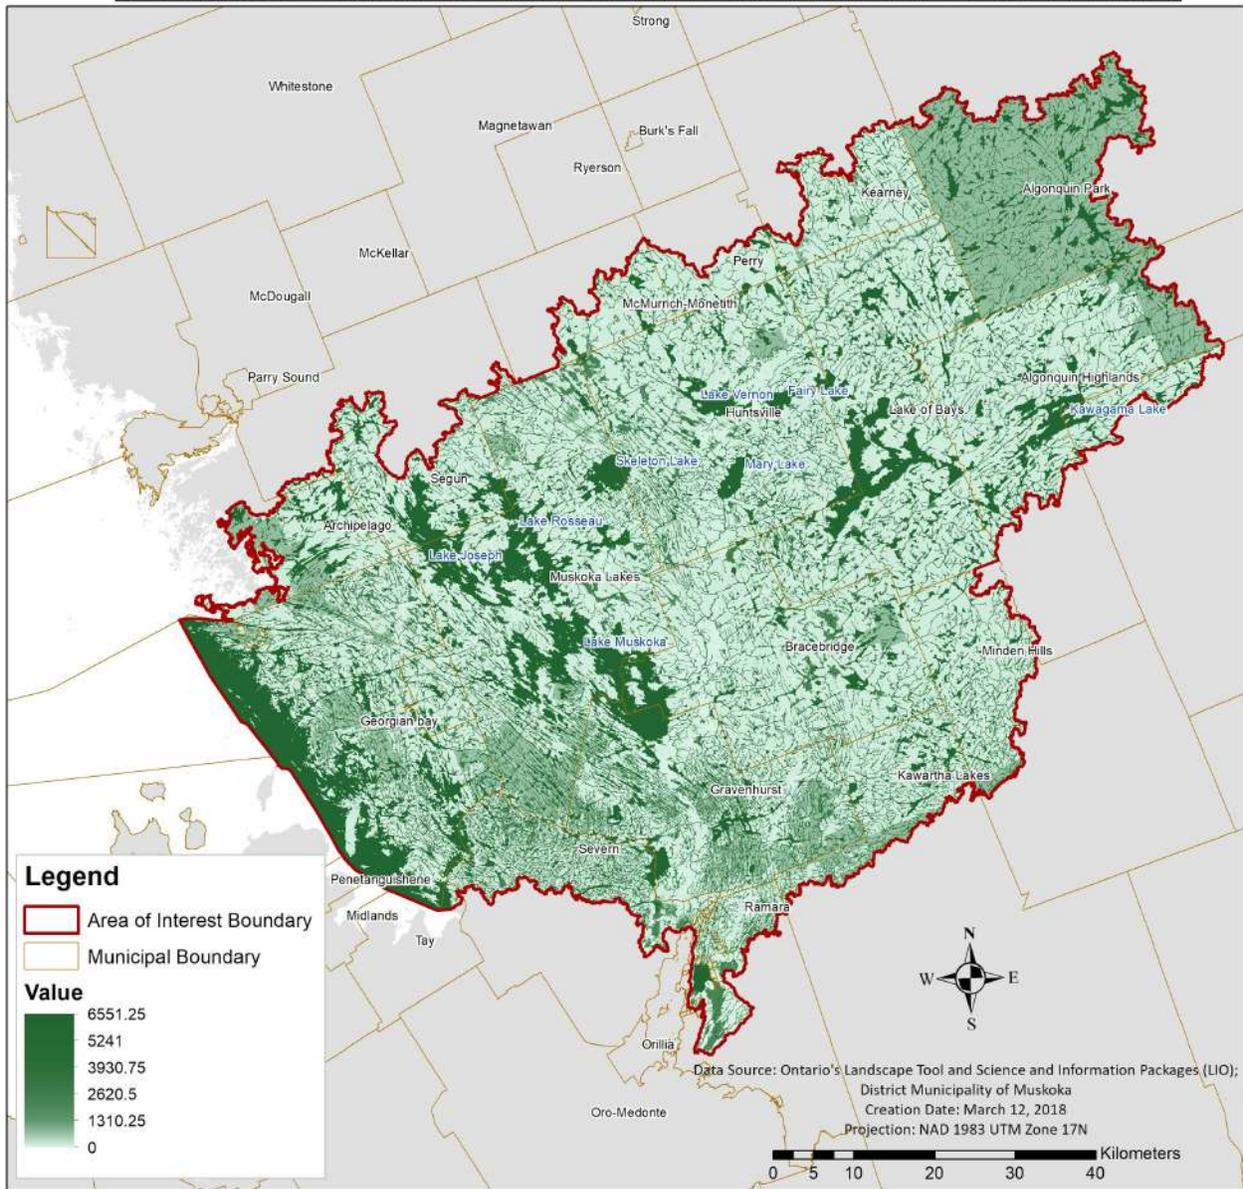 Strong
Whitestone
Magnetawan
Burk's Fall
Ryerson
Kearney
Algonquin Park
McKellar
Perry
McDougall
McMurrich-Monetith
Parry Sound
Algonquin Highlands
Lake Vernon
Fairy Lake
Huntsville
Lake of Bays
Kawagama Lake
Skeleton Lake
Mary Lake
Segun
Archipelago
Lake Rosseau
Lake Joseph
Muskoka Lakes
Lake Muskoka
Bracebridge
Minden Hills
Georgian bay
Kawartha Lakes
Gravenhurst
Severn
Penetanguishene
Ramara
Midlands
Tay
Orillia
Oro-Medonte
Legend
Area of Interest Boundary
Municipal Boundary
Value
6551.25
5241
3930.75
2620.5
1310.25
0
N
W E
S
Data Source: Ontario's Landscape Tool and Science and Information Packages (LIO);
District Municipality of Muskoka
Creation Date: March 12, 2018
Projection: NAD 1983 UTM Zone 17N
Kilometers
0 5 10 20 30 40